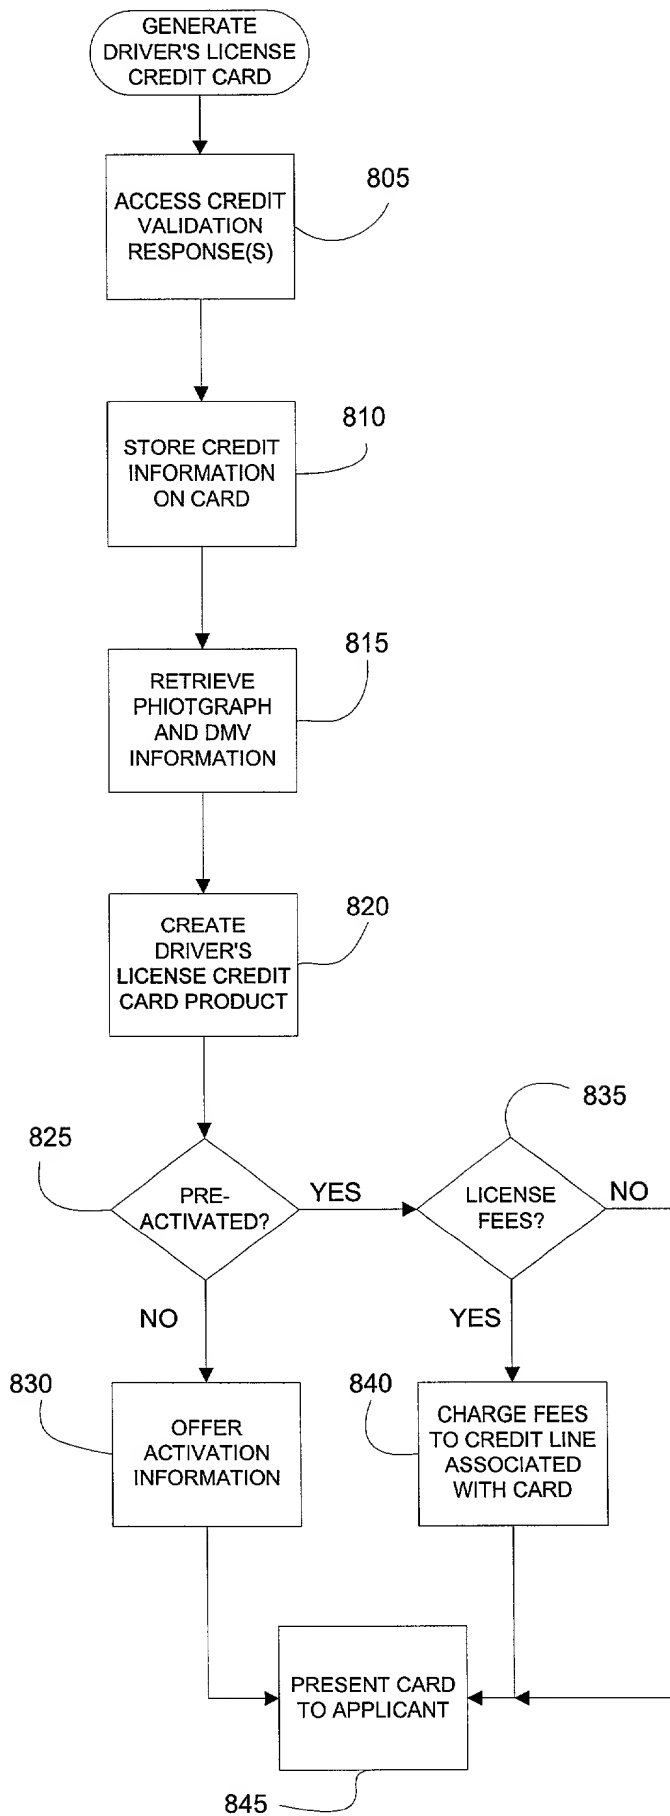 GENERATE
DRIVER'S LICENSE
CREDIT CARD
805
ACCESS CREDIT
VALIDATION
RESPONSE(S)
810
STORE CREDIT
INFORMATION
ON CARD
815
RETRIEVE
PHIOTGRAPH
AND DMV
INFORMATION
820
CREATE
DRIVER'S
LICENSE CREDIT
CARD PRODUCT
825
PRE-
ACTIVATED?
YES
835
LICENSE
FEES?
NO
NO
YES
830
OFFER
ACTIVATION
INFORMATION
840
CHARGE FEES
TO CREDIT LINE
ASSOCIATED
WITH CARD
PRESENT CARD
TO APPLICANT
845